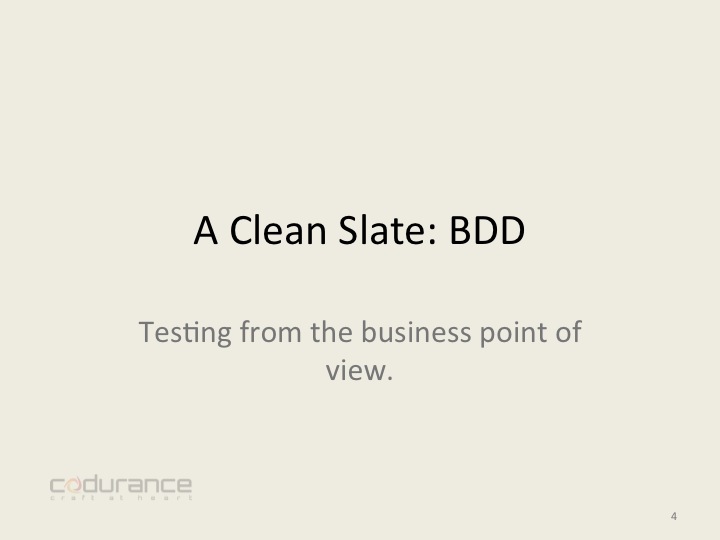 A Clean Slate: BDD
Testing from the business point of
view.
codurance
craft at heart
4